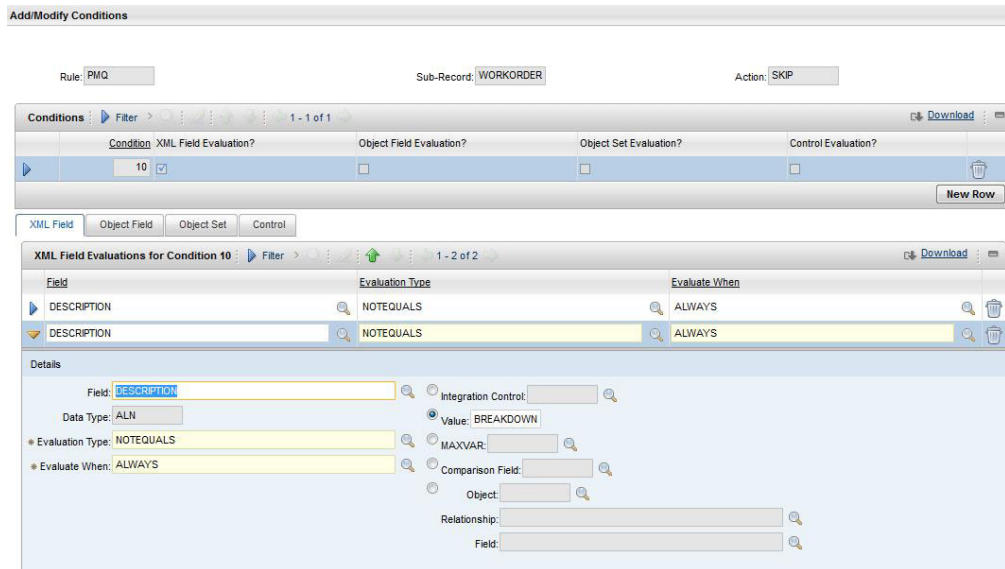 Add/Modify Conditions
Rule: PMQ Sub-Record: WORKORDER Action: SKIP
Conditions Filter 1 - 1 of 1 Download
Condition XML Field Evaluation? Object Field Evaluation? Object Set Evaluation? Control Evaluation?
10
New Row
XML Field Object Field Object Set Control
XML Field Evaluations for Condition 10 Filter 1 - 2 of 2 Download
Field Evaluation Type Evaluate When
DESCRIPTION NOTEQUALS ALWAYS
DESCRIPTION NOTEQUALS ALWAYS
Details
Field: DESCRIPTION Integration Control:
Data Type: ALN Value: BREAKDOWN
* Evaluation Type: NOTEQUALS MAXVAR:
* Evaluate When: ALWAYS Comparison Field:
Object:
Relationship:
Field: